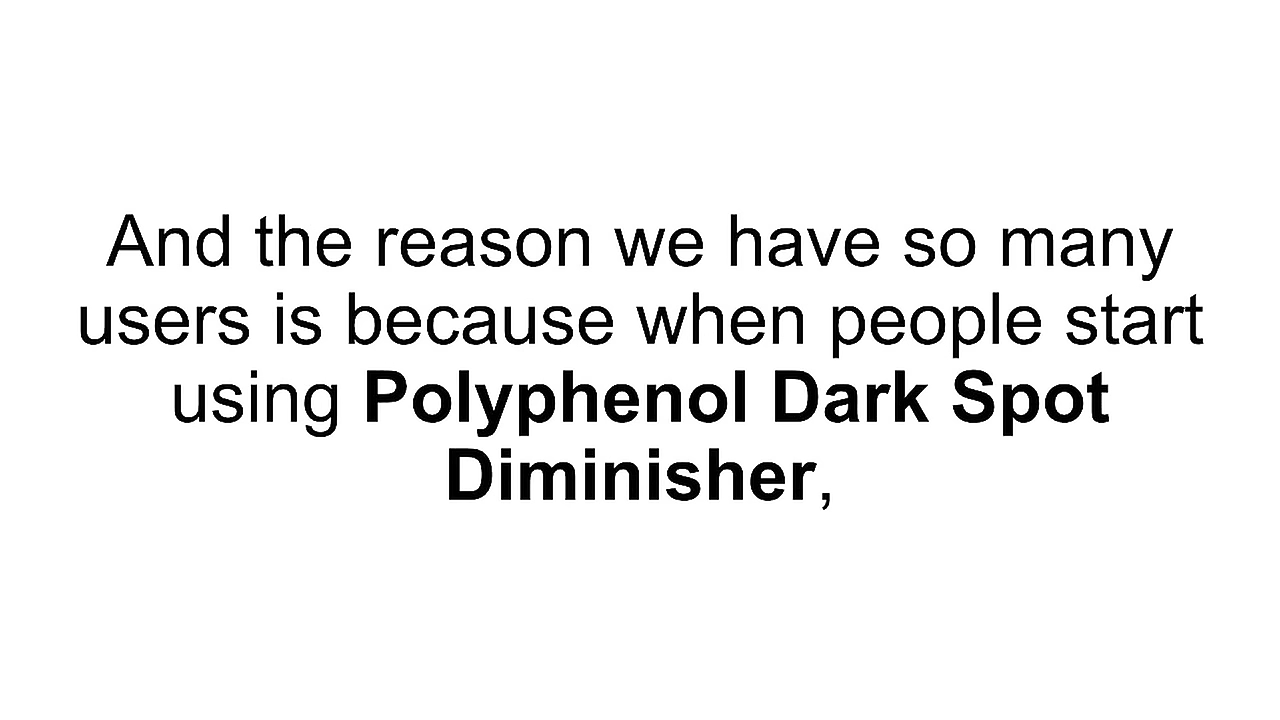 And the reason we have so many
users is because when people start
using Polyphenol Dark Spot
Diminisher,